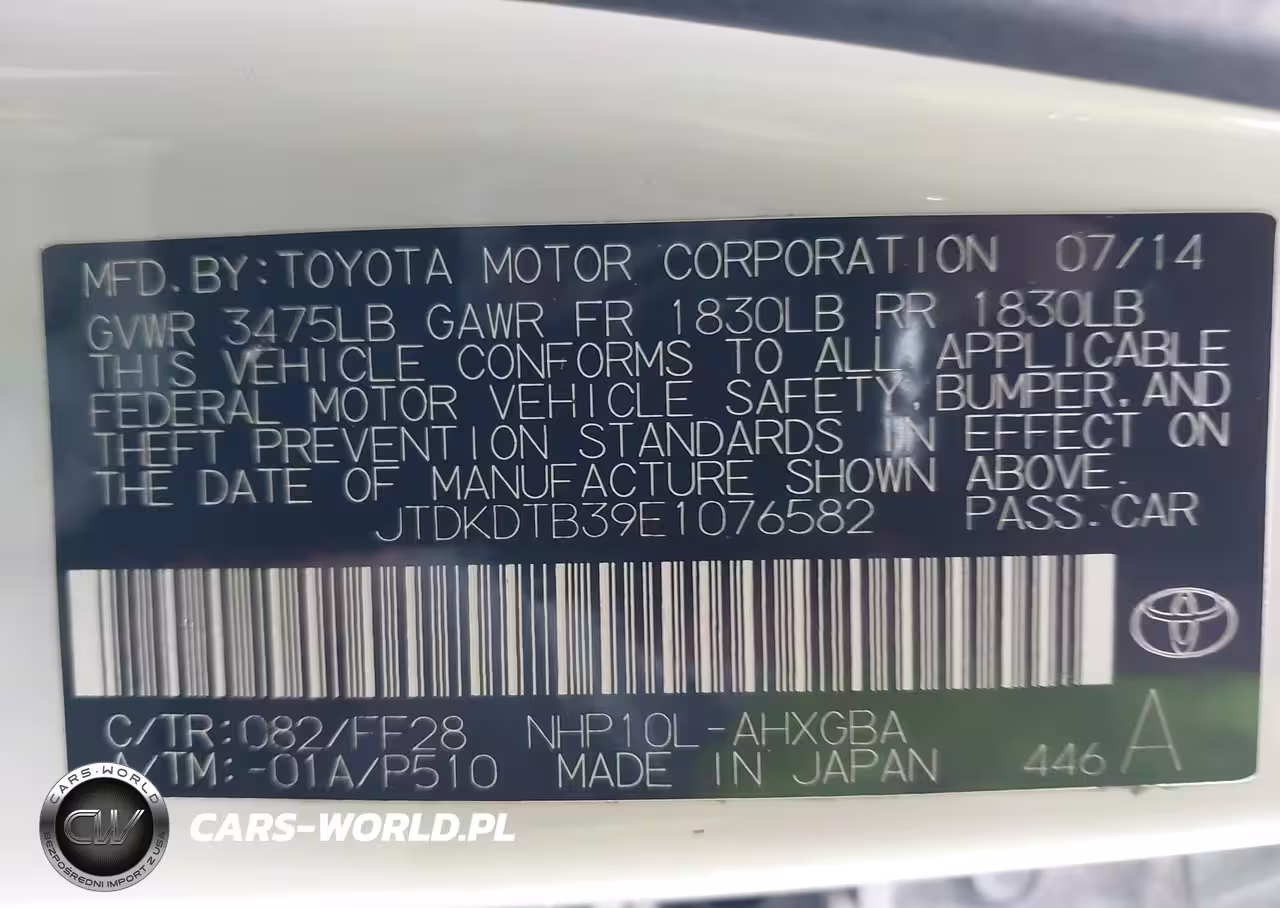 MFD.BY:TOYOTA MOTOR CORPORATION 07/14
GVWR 3475LB GAWR FR 1830LB RR 1830LB
THIS VEHICLE CONFORMS TO ALL APPLICABLE
FEDERAL MOTOR VEHICLE SAFETY,BUMPER,AND
THEFT PREVENTION STANDARDS IN EFFECT ON
THE DATE OF MANUFACTURE SHOWN ABOVE.
JTDKDTB39E1076582 PASS.CAR
C/TR:082/FF28 NHP10L-AHXGBA
A/TM:-01A/P510 MADE IN JAPAN 446 A
CARS-WORLD
CW
BEZPOŚREDNI IMPORT Z USA
CARS-WORLD.PL